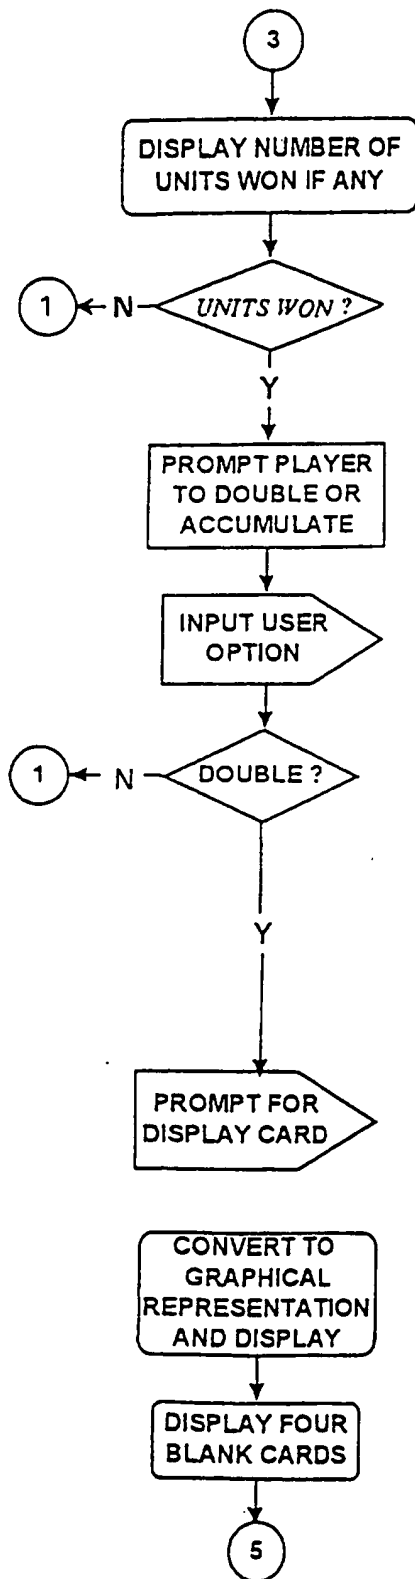 3
DISPLAY NUMBER OF
UNITS WON IF ANY
1
N
UNITS WON ?
Y
PROMPT PLAYER
TO DOUBLE OR
ACCUMULATE
INPUT USER
OPTION
1
N
DOUBLE ?
Y
PROMPT FOR
DISPLAY CARD
CONVERT TO
GRAPHICAL
REPRESENTATION
AND DISPLAY
DISPLAY FOUR
BLANK CARDS
5